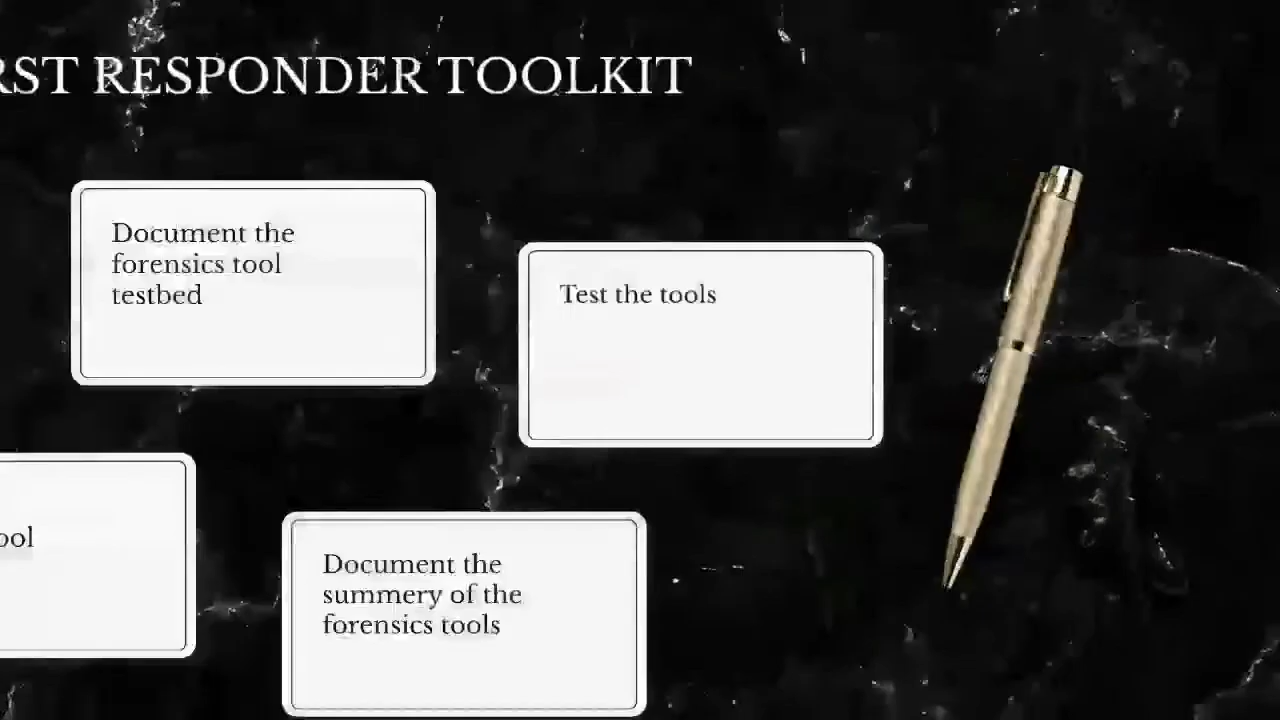 RST RESPONDER TOOLKIT
Document the
forensics tool
testbed
Test the tools
ool
Document the
summery of the
forensics tools